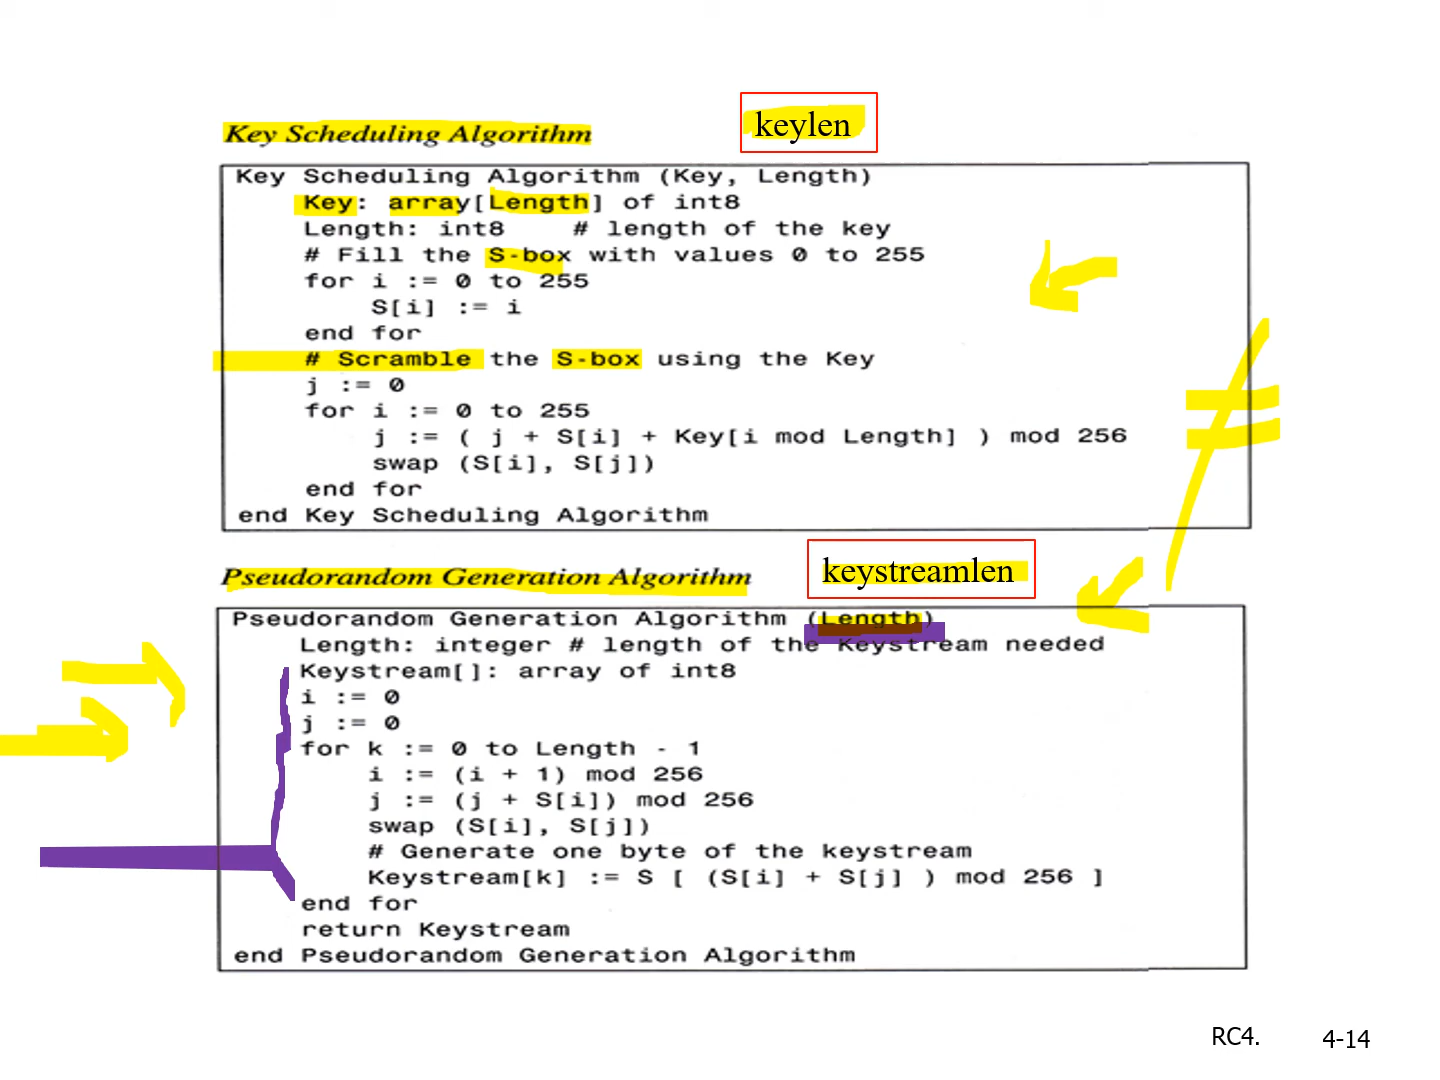 Key Scheduling Algorithm
keylen
Key Scheduling Algorithm (Key, Length)
Key: array[Length] of int8
Length: int8 # length of the key
# Fill the S-box with values 0 to 255
for i := 0 to 255
S[i] := i
end for
# Scramble the S-box using the Key
j := 0
for i := 0 to 255
j := ( j + S[i] + Key[i mod Length] ) mod 256
swap (S[i], S[j])
end for
end Key Scheduling Algorithm
Pseudorandom Generation Algorithm
keystreamlen
Pseudorandom Generation Algorithm (Length)
Length: integer # length of the Keystream needed
Keystream[]: array of int8
i := 0
j := 0
for k := 0 to Length - 1
i := (i + 1) mod 256
j := (j + S[i]) mod 256
swap (S[i], S[j])
# Generate one byte of the keystream
Keystream[k] := S [ (S[i] + S[j] ) mod 256 ]
end for
return Keystream
end Pseudorandom Generation Algorithm
RC4. 4-14